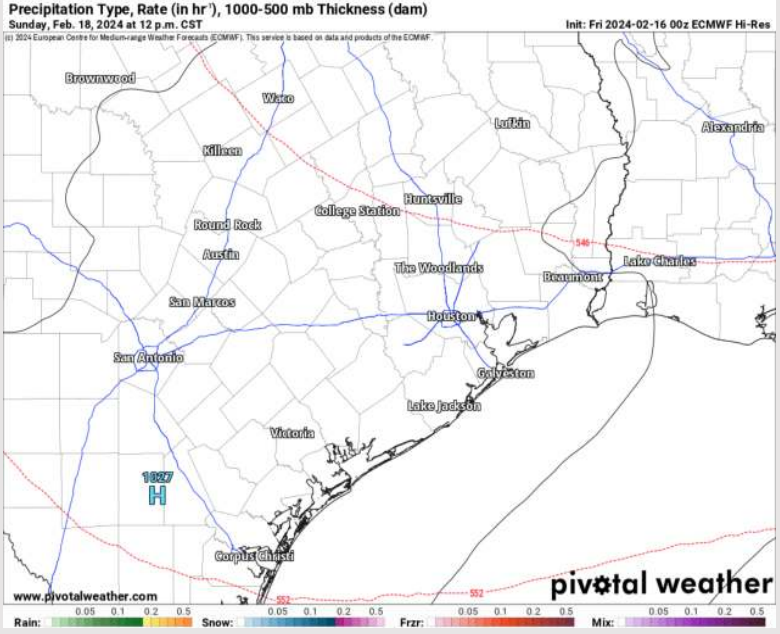 Precipitation Type, Rate (in hr⁻¹), 1000-500 mb Thickness (dam)
Sunday, Feb. 18, 2024 at 12 p.m. CST
Init: Fri 2024-02-16 00z ECMWF Hi-Res
(c) 2024 European Centre for Medium-range Weather Forecasts (ECMWF). This service is based on data and products of the ECMWF.
Brownwood
Waco
Lufkin
Alexandria
Killeen
Huntsville
College Station
Round Rock
546
Austin
Lake Charles
The Woodlands
Beaumont
San Marcos
Houston
San Antonio
Galveston
Lake Jackson
Victoria
1027
H
Corpus Christi
552
552
pivotal weather
www.pivotalweather.com
Rain: 0.05 0.1 0.2 0.5 Snow: 0.05 0.1 0.2 0.5 Frzr: 0.05 0.1 0.2 0.5 Mix: 0.05 0.1 0.2 0.5